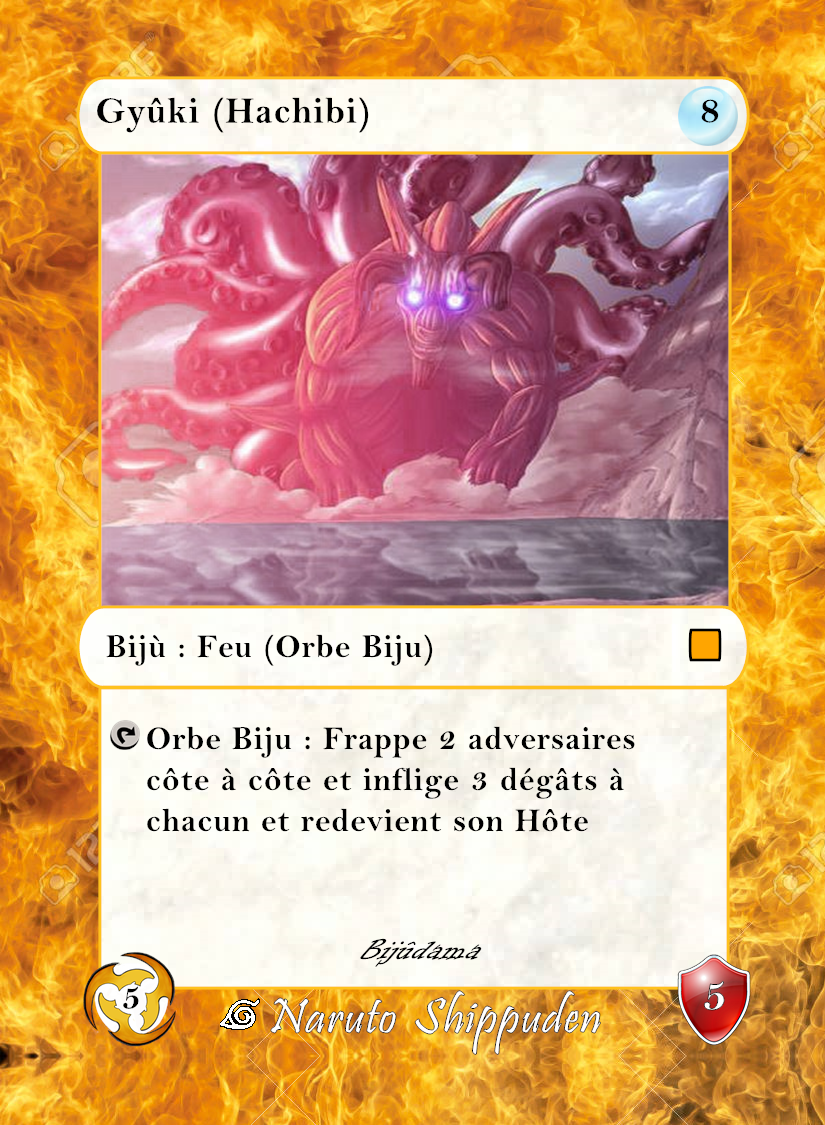 Gyûki (Hachibi)
8
Bijù : Feu (Orbe Biju)
Orbe Biju : Frappe 2 adversaires
côte à côte et inflige 3 dégâts à
chacun et redevient son Hôte
Bijûdama
5
Naruto Shippuden
5